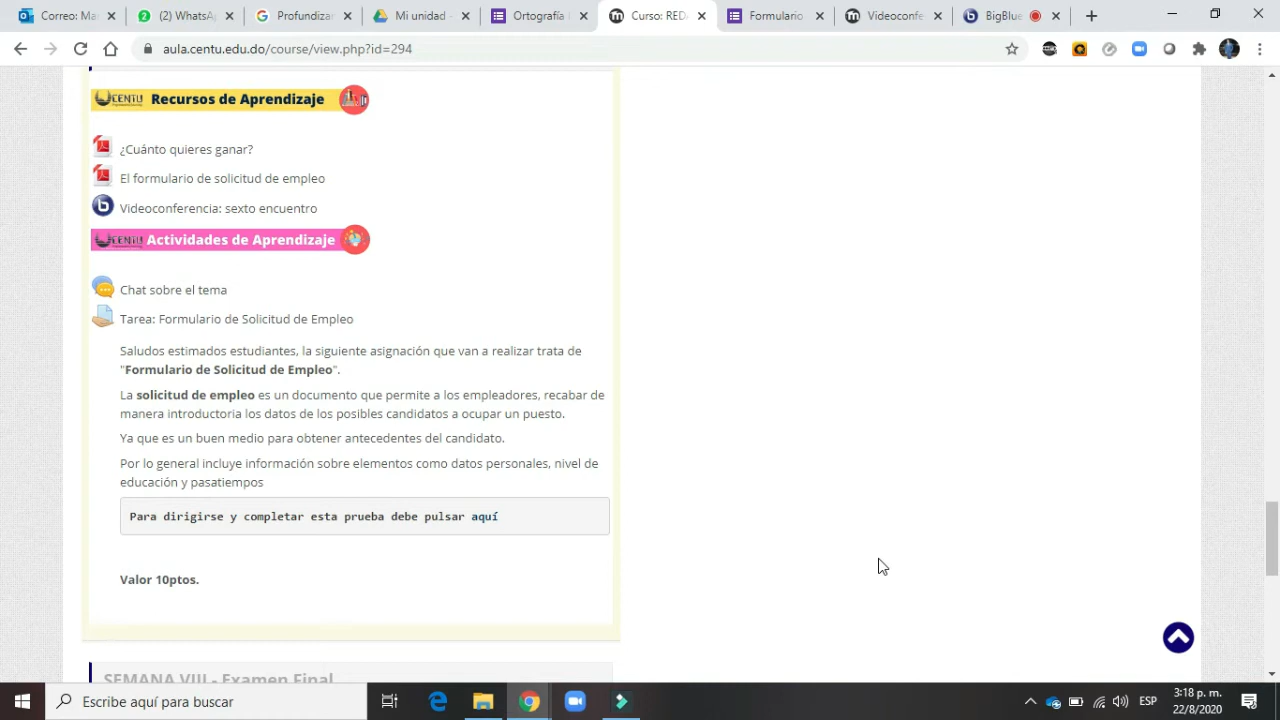 Correo: Mar
(2) WhatsA
Profundizar
Mi unidad -
Ortografía (
Curso: RED
Formulario
Videoconfe
BigBlue
aula.centu.edu.do/course/view.php?id=294
UCENTU Recursos de Aprendizaje
¿Cuánto quieres ganar?
El formulario de solicitud de empleo
Videoconferencia: sexto encuentro
UCENTU Actividades de Aprendizaje
Chat sobre el tema
Tarea: Formulario de Solicitud de Empleo
Saludos estimados estudiantes, la siguiente asignación que van a realizar trata de
"Formulario de Solicitud de Empleo".
La solicitud de empleo es un documento que permite a los empleadores, recabar de
manera introductoria los datos de los posibles candidatos a ocupar un puesto.
Ya que es un buen medio para obtener antecedentes del candidato.
Por lo general incluye información sobre elementos como datos personales, nivel de
educación y pasatiempos
Para dirigirse y completar esta prueba debe pulsar aquí
Valor 10ptos.
SEMANA VIII - Examen Final
Escribe aquí para buscar
ESP
3:18 p. m.
22/8/2020